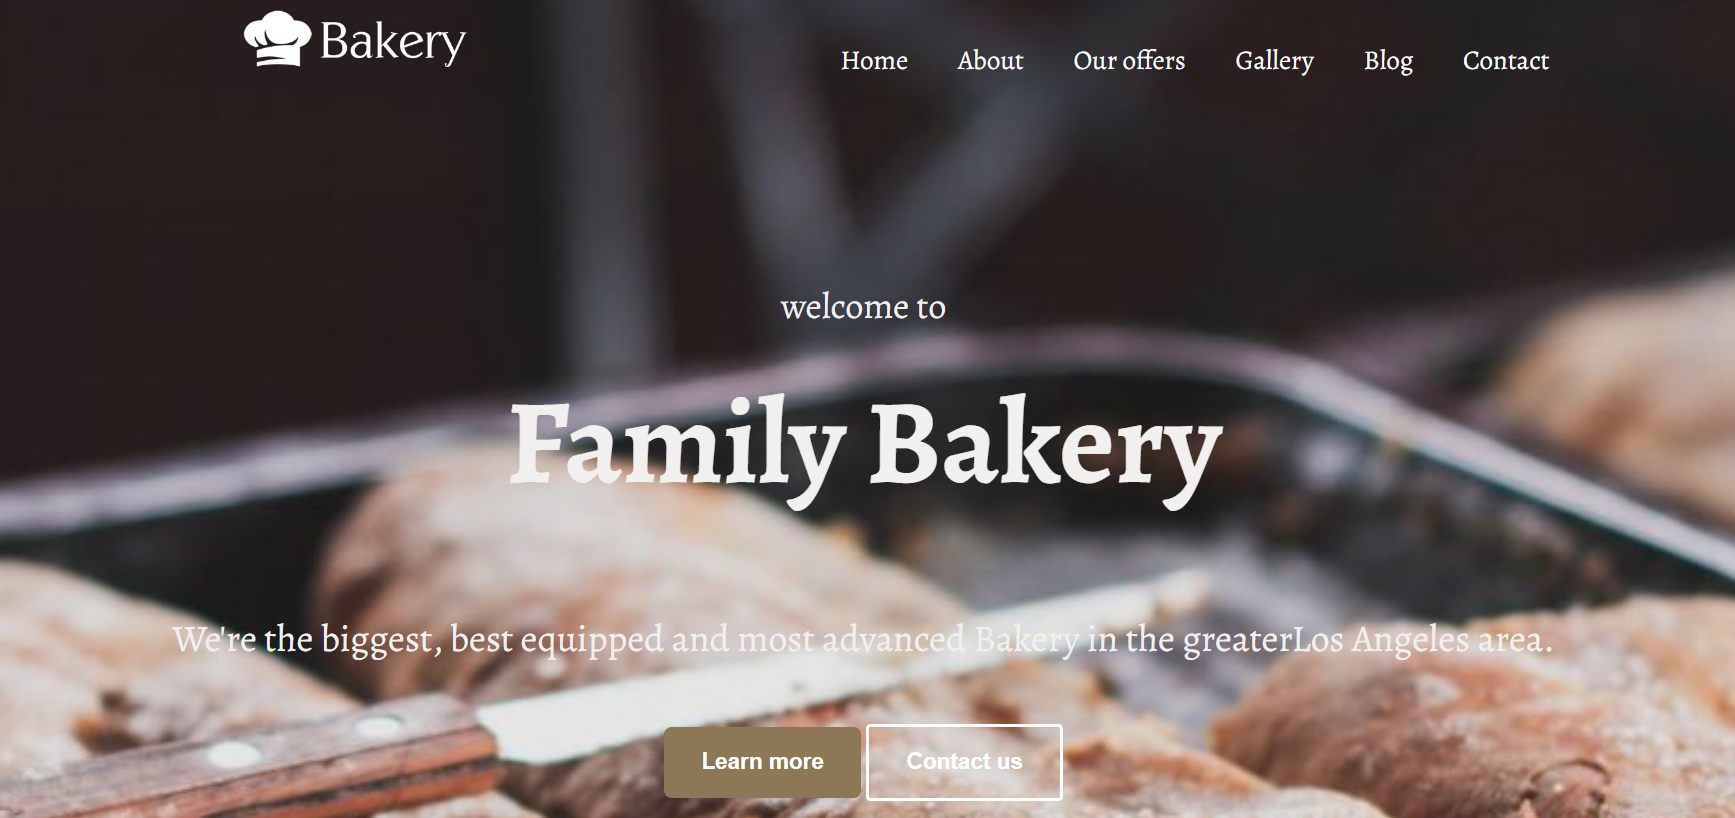 Bakery
Home About Our offers Gallery Blog Contact
welcome to
Family Bakery
We're the biggest, best equipped and most advanced Bakery in the greaterLos Angeles area.
Learn more Contact us